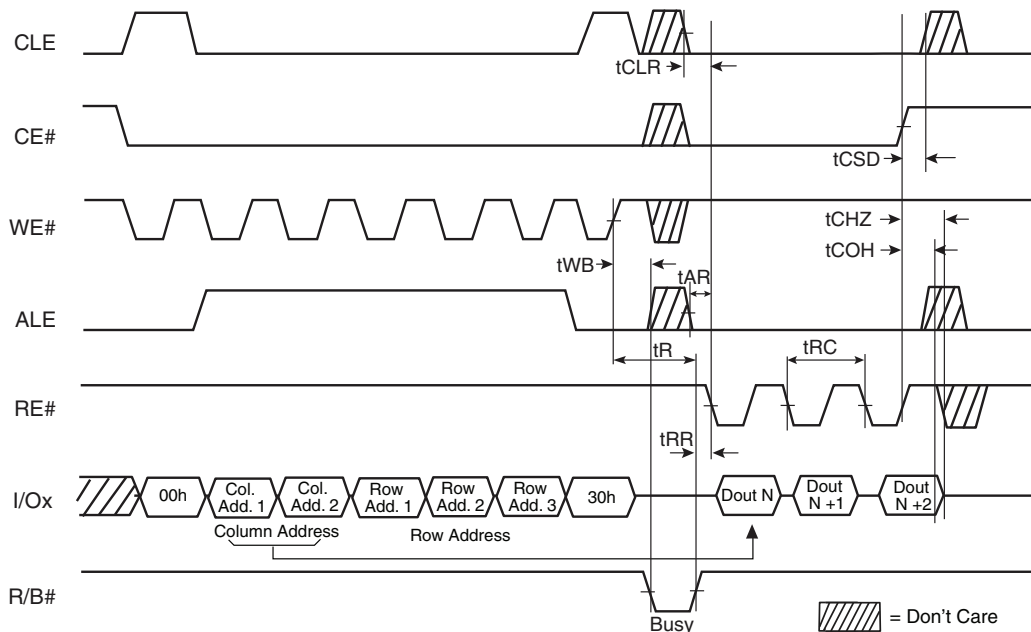 CLE
tCLR
CE#
tCSD
WE#
tCHZ
tCOH
tWB
tAR
ALE
tR
tRC
RE#
tRR
I/Ox
00h
Col.
Add. 1
Col.
Add. 2
Row
Add. 1
Row
Add. 2
Row
Add. 3
30h
Dout N
Dout
N +1
Dout
N +2
Column Address
Row Address
R/B#
Busy
= Don't Care